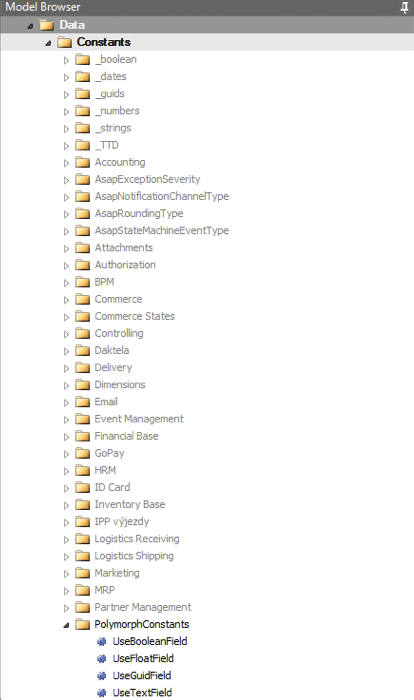 Model Browser
Data
Constants
_boolean
_dates
_guids
_numbers
_strings
_TTD
Accounting
AsapExceptionSeverity
AsapNotificationChannelType
AsapRoundingType
AsapStateMachineEventType
Attachments
Authorization
BPM
Commerce
Commerce States
Controlling
Daktela
Delivery
Dimensions
Email
Event Management
Financial Base
GoPay
HRM
ID Card
Inventory Base
IPP výjezdy
Logistics Receiving
Logistics Shipping
Marketing
MRP
Partner Management
PolymorphConstants
UseBooleanField
UseFloatField
UseGuidField
UseTextField